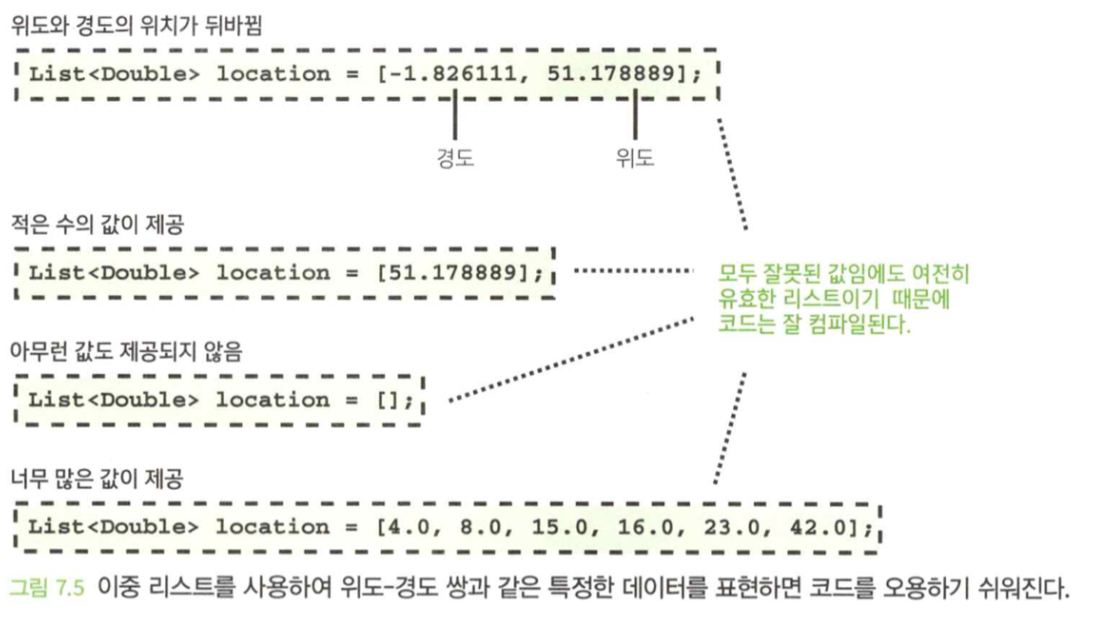 위도와 경도의 위치가 뒤바뀜
List<Double> location = [-1.826111, 51.178889];
경도 위도
적은 수의 값이 제공
List<Double> location = [51.178889];
모두 잘못된 값임에도 여전히
유효한 리스트이기 때문에
코드는 잘 컴파일된다.
아무런 값도 제공되지 않음
List<Double> location = [];
너무 많은 값이 제공
List<Double> location = [4.0, 8.0, 15.0, 16.0, 23.0, 42.0];
그림 7.5 이중 리스트를 사용하여 위도-경도 쌍과 같은 특정한 데이터를 표현하면 코드를 오용하기 쉬워진다.